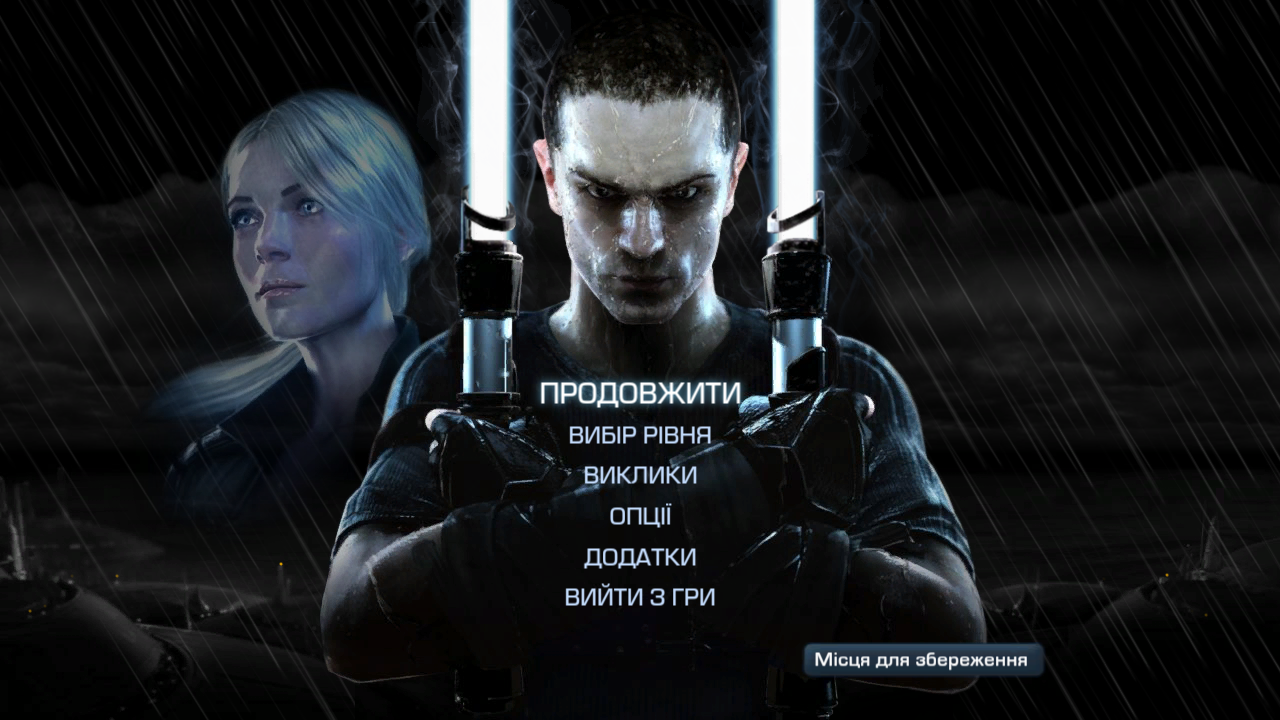 ПРОДОВЖИТИ
ВИБІР РІВНЯ
ВИКЛИКИ
ОПЦІЇ
ДОДАТКИ
ВИЙТИ З ГРИ
Місця для збереження